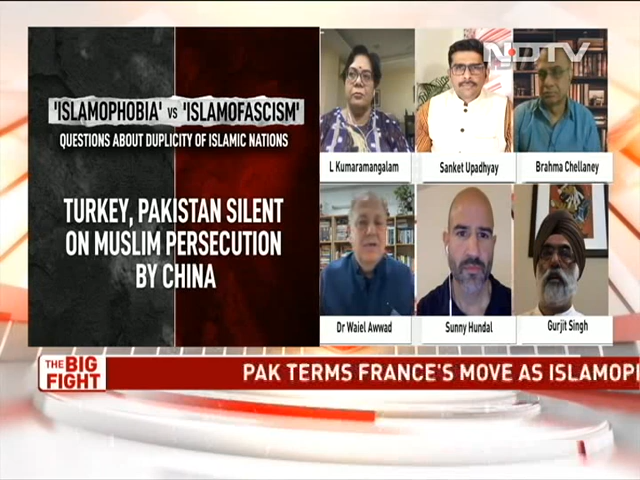 NDTV
'ISLAMOPHOBIA' VS 'ISLAMOFASCISM'
QUESTIONS ABOUT DUPLICITY OF ISLAMIC NATIONS
TURKEY, PAKISTAN SILENT
ON MUSLIM PERSECUTION
BY CHINA
L Kumaramangalam
Sanket Upadhyay
Brahma Chellaney
Dr Waiel Awwad
Sunny Hundal
Gurjit Singh
THE BIG
FIGHT
PAK TERMS FRANCE'S MOVE AS ISLAMOPI